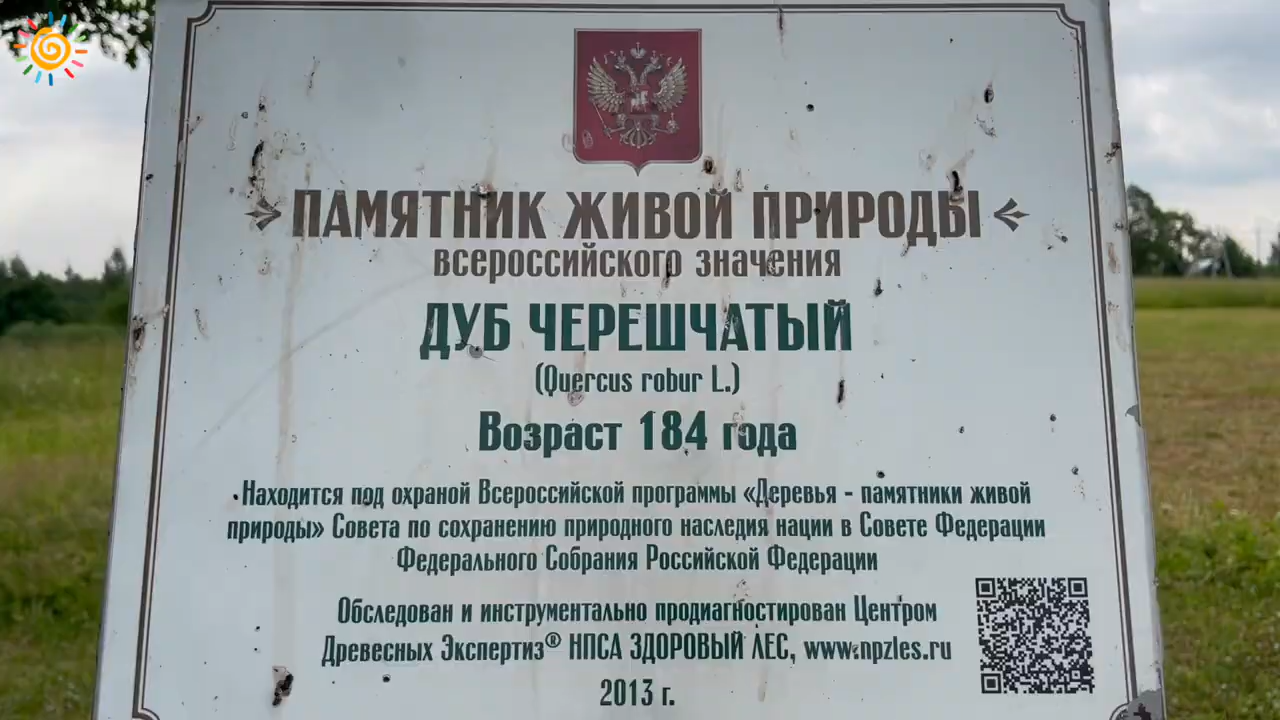 ПАМЯТНИК ЖИВОЙ ПРИРОДЫ
всероссийского значения
ДУБ ЧЕРЕШЧАТЫЙ
(Quercus robur L.)
Возраст 184 года
Находится под охраной Всероссийской программы «Деревья - памятники живой
природы» Совета по сохранению природного наследия нации в Совете Федерации
Федерального Собрания Российской Федерации
Обследован и инструментально продиагностирован Центром
Древесных Экспертиз® НПСА ЗДОРОВЫЙ ЛЕС, www.npzles.ru
2013 г.